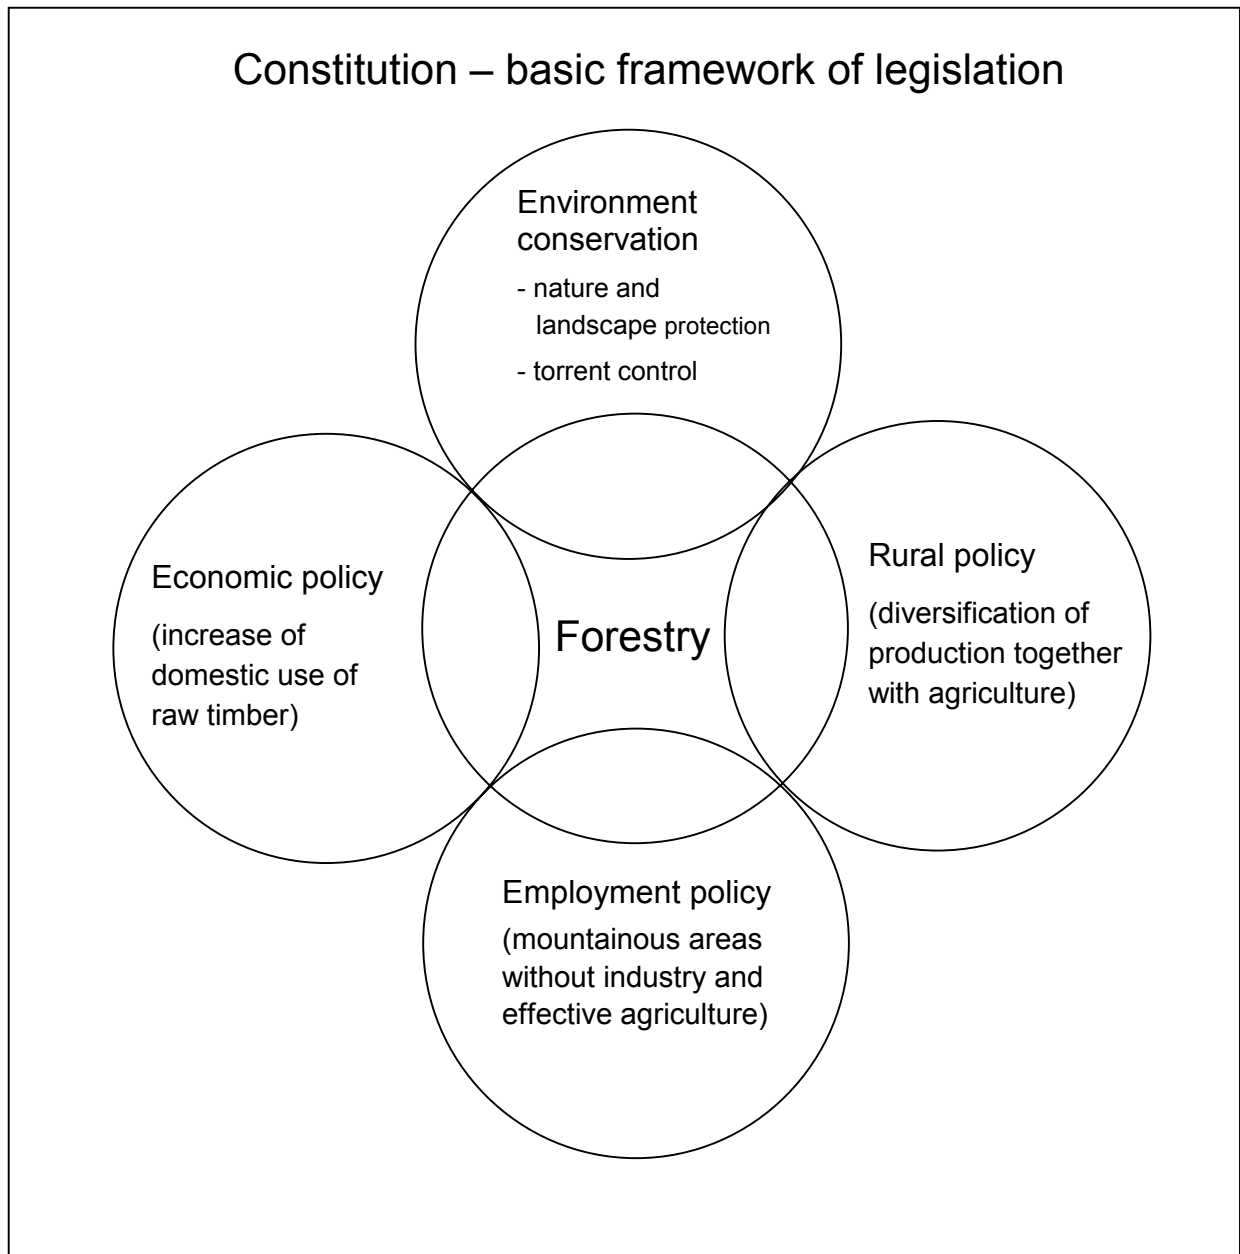 Constitution – basic framework of legislation
Environment
conservation
- nature and
landscape protection
- torrent control
Economic policy
(increase of
domestic use of
raw timber)
Forestry
Rural policy
(diversification of
production together
with agriculture)
Employment policy
(mountainous areas
without industry and
effective agriculture)